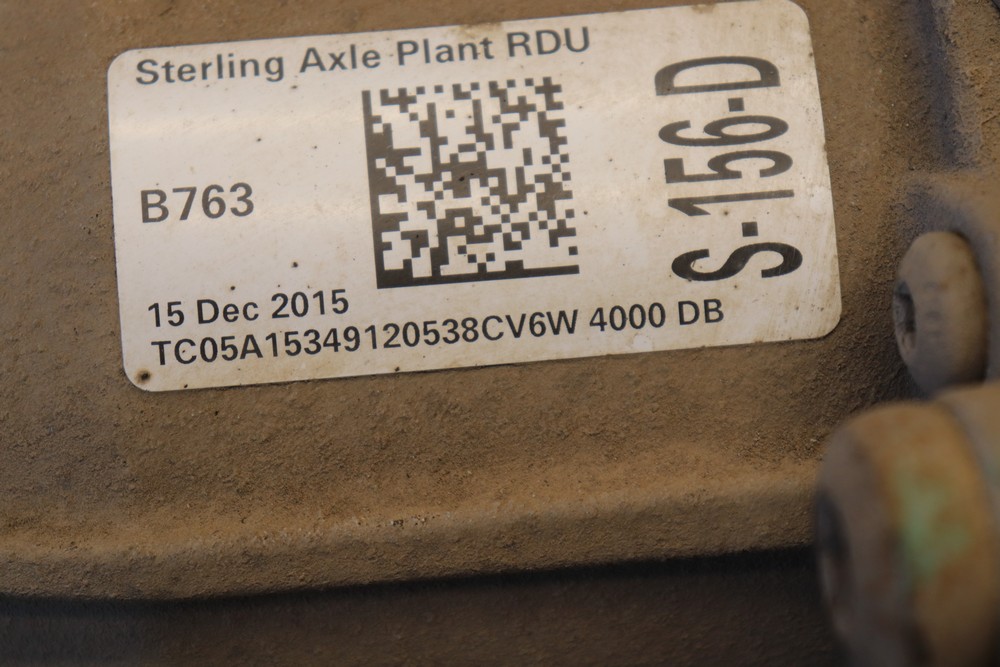 Sterling Axle Plant RDU
B763
S-156-D
15 Dec 2015
TC05A15349120538CV6W 4000 DB